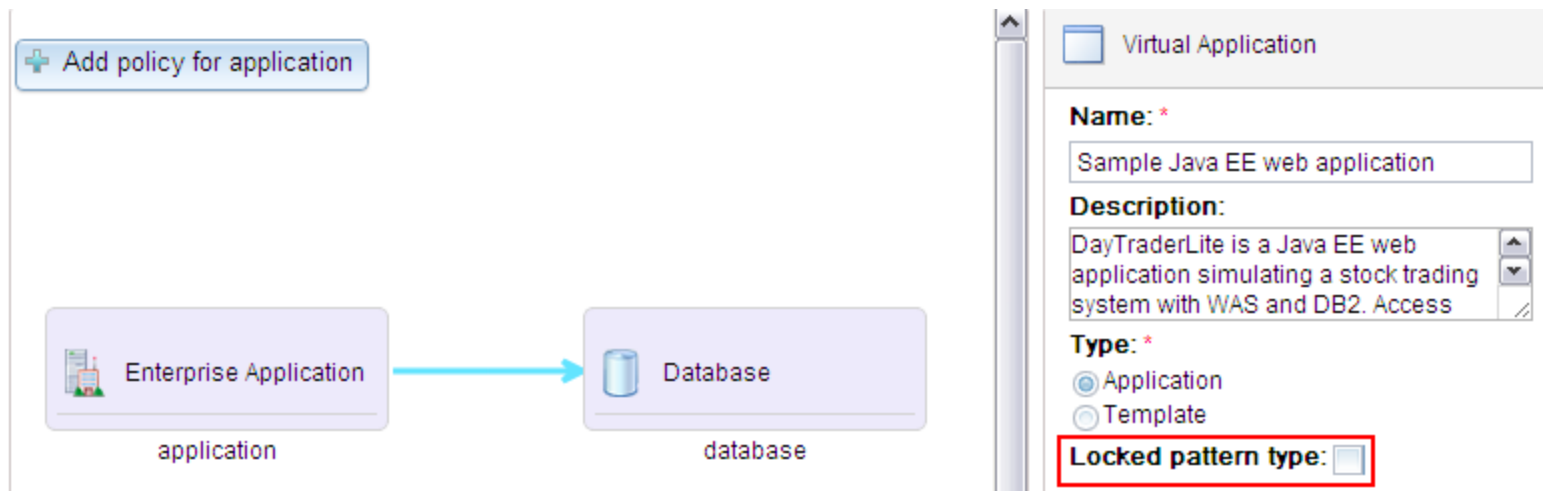 Add policy for application
Enterprise Application
application
Database
database
Virtual Application
Name: *
Sample Java EE web application
Description:
DayTraderLite is a Java EE web
application simulating a stock trading
system with WAS and DB2. Access
Type: *
Application
Template
Locked pattern type: